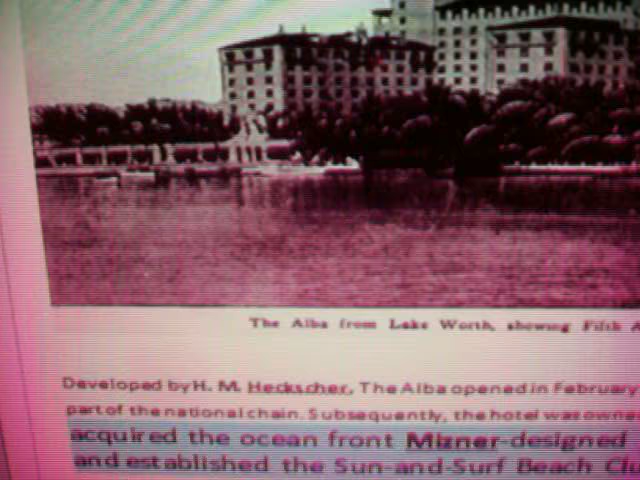 The Alba from Lake Worth, showing Fifth A
Developed by H. M. Heckscher, The Alba opened in February
part of the national chain. Subsequently, the hotel was owne
acquired the ocean front Mizner-designed
and established the Sun-and-Surf Beach Clu